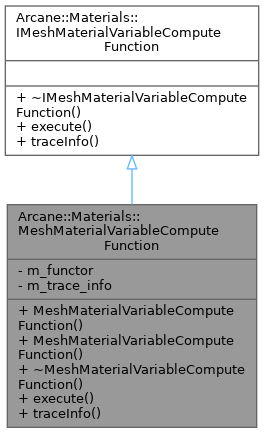 Arcane::Materials::
IMeshMaterialVariableCompute
Function
+ ~IMeshMaterialVariableCompute
Function()
+ execute()
+ traceInfo()
Arcane::Materials::
MeshMaterialVariableCompute
Function
- m_functor
- m_trace_info
+ MeshMaterialVariableCompute
Function()
+ MeshMaterialVariableCompute
Function()
+ ~MeshMaterialVariableCompute
Function()
+ execute()
+ traceInfo()